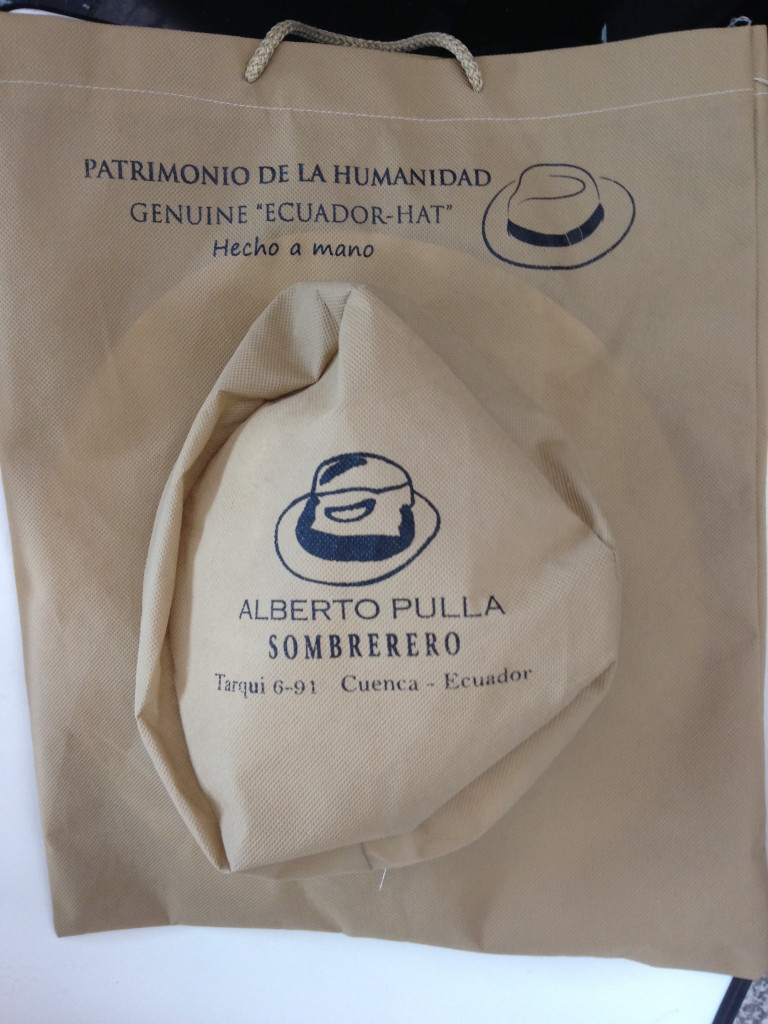 PATRIMONIO DE LA HUMANIDAD
GENUINE "ECUADOR-HAT"
Hecho a mano
ALBERTO PULLA
SOMBRERERO
Tarqui 6-91 Cuenca - Ecuador